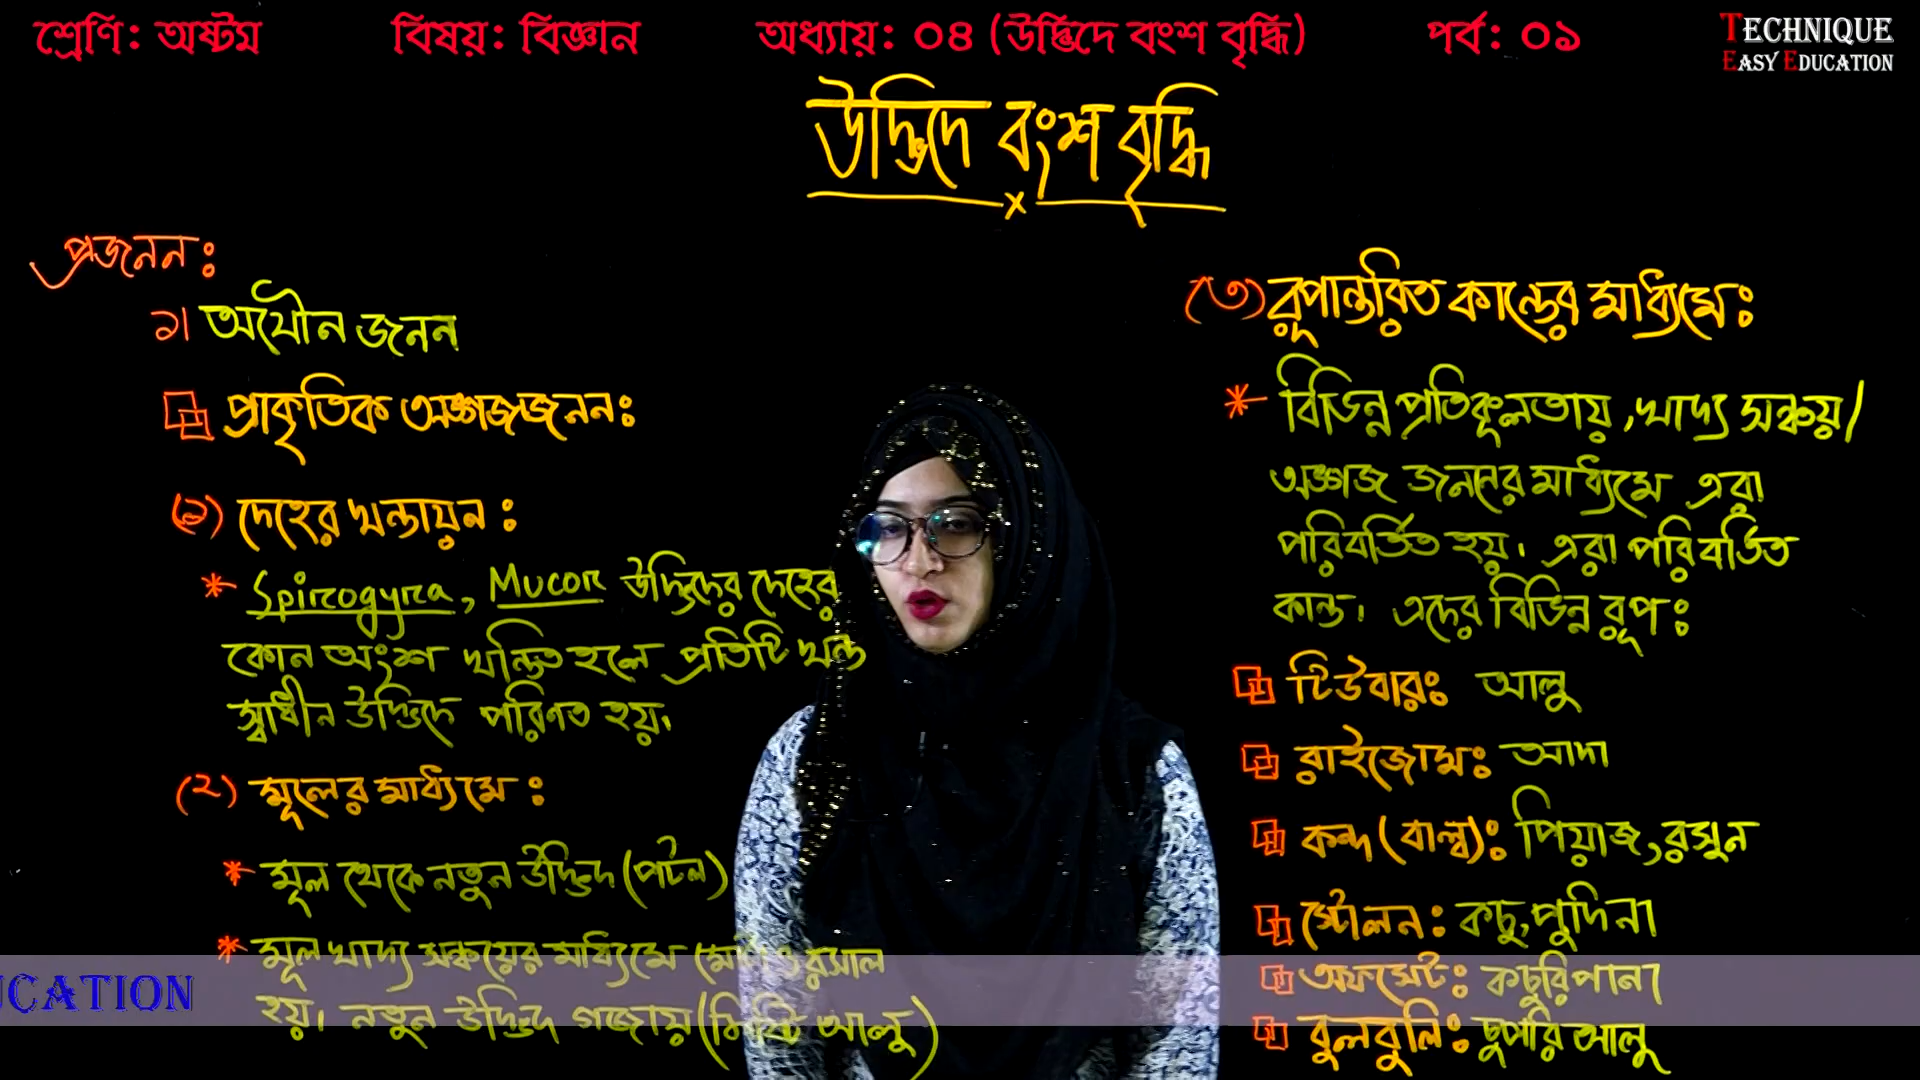 শ্রেণি: অষ্টম বিষয়: বিজ্ঞান অধ্যায়: ০৪ (উদ্ভিদে বংশ বৃদ্ধি) পর্ব: ০১
TECHNIQUE
EASY EDUCATION
উদ্ভিদে বংশ বৃদ্ধি
x
প্রজনন:
১। অযৌন জনন
প্রাকৃতিক অঙ্গজজনন:
(১) দেহের খন্ডায়ন:
* Spirogyra, Mucor উদ্ভিদের দেহের
কোন অংশ খন্ডিত হলে প্রতিটি খন্ড
স্বাধীন উদ্ভিদে পরিণত হয়।
(২) মূলের মাধ্যমে:
* মূল থেকে নতুন উদ্ভিদ (পটল)
* মূল খাদ্য সঞ্চয়ের মাধ্যমে রসাল
হয়। নতুন উদ্ভিদ গজায় (মিষ্টি আলু)
(৩) রূপান্তরিত কান্ডের মাধ্যমে:
* বিভিন্ন প্রতিকূলতায়, খাদ্য সঞ্চয়/
অঙ্গজ জননের মাধ্যমে এরা
পরিবর্তিত হয়। এরা পরিবর্তিত
কান্ড। এদের বিভিন্ন রূপ:
টিউবার: আলু
রাইজোম: আদা
কন্দ (বাল্ব): পিয়াজ, রসুন
স্টোলন: কচু, পুদিনা
অফসেট: কচুরিপানা
বুলবুলি: চুপরি আলু
UCATION